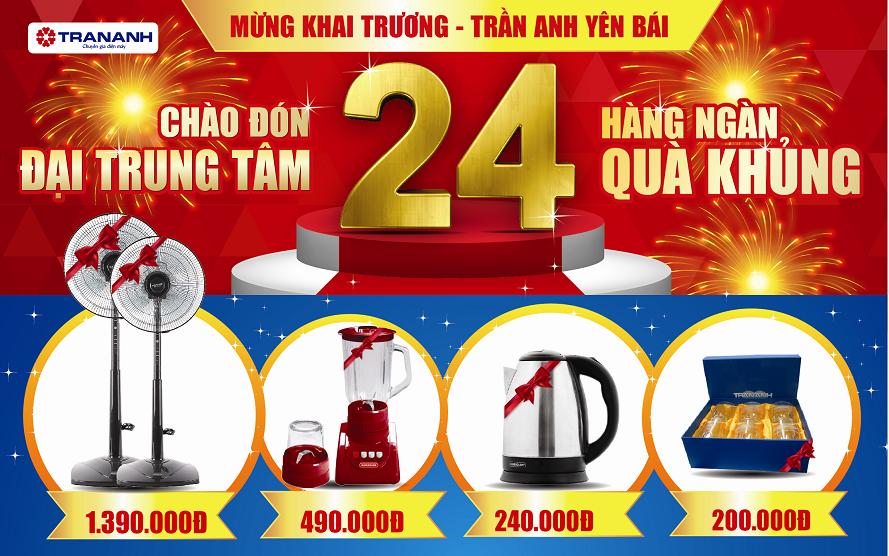 TRANANH
Chuyên gia điện máy
MỪNG KHAI TRƯƠNG - TRẦN ANH YÊN BÁI
CHÀO ĐÓN
ĐẠI TRUNG TÂM
24
HÀNG NGÀN
QUÀ KHỦNG
TRANANH
1.390.000Đ
490.000Đ
240.000Đ
200.000Đ